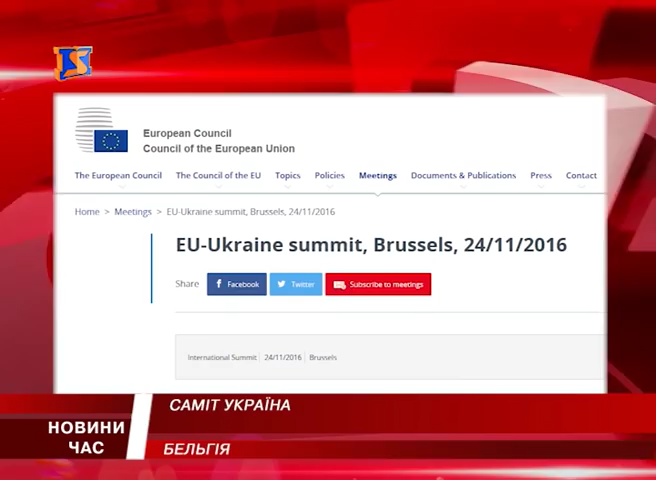 IS
European Council
Council of the European Union
The European Council The Council of the EU Topics Policies Meetings Documents & Publications Press Contact
Home > Meetings > EU-Ukraine summit, Brussels, 24/11/2016
EU-Ukraine summit, Brussels, 24/11/2016
Share Facebook Twitter Subscribe to meetings
International Summit 24/11/2016 Brussels
САМІТ УКРАЇНА
НОВИНИ
ЧАС
БЕЛЬГІЯ